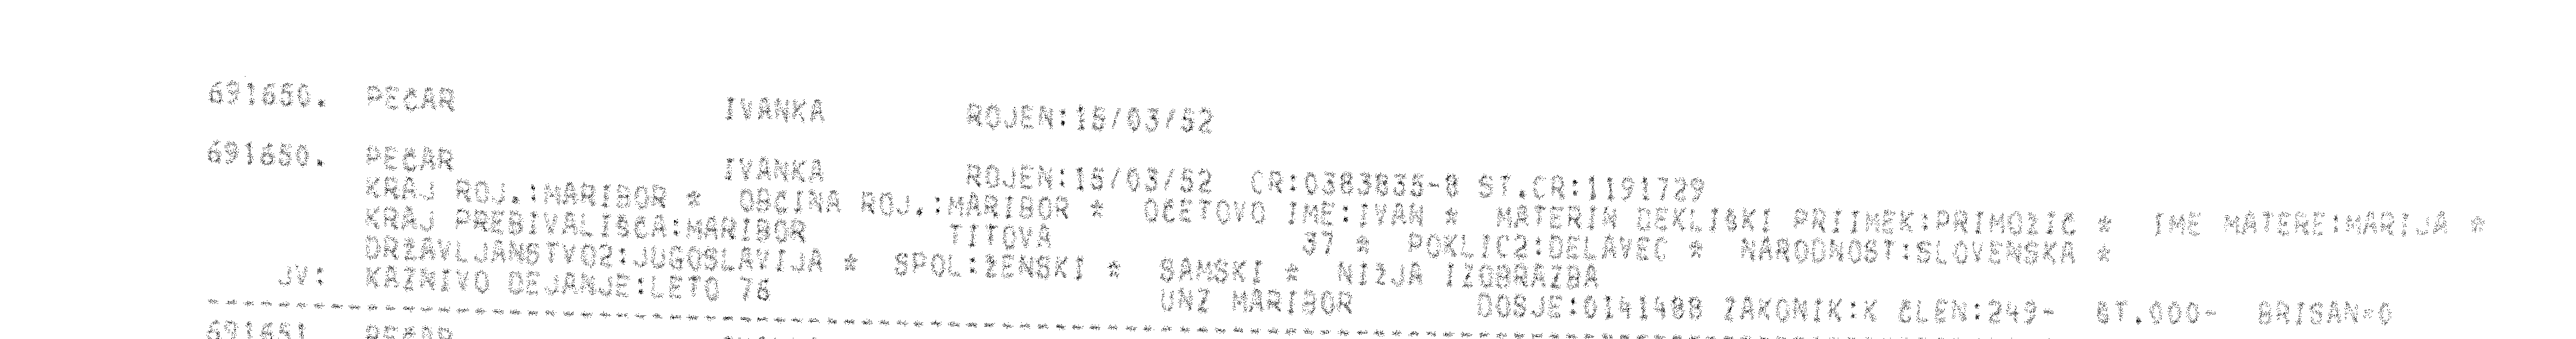 691650. PEČAR IVANKA ROJEN:15/03/52
691650. PEČAR IVANKA ROJEN:15/03/52 CR:0383835-8 ST.CR:1191729
KRAJ ROJ.:MARIBOR * OBČINA ROJ.:MARIBOR * OČETOVO IME:IVAN * MATERIN DEKLIŠKI PRIIMEK:PRIMOŽIČ * IME MATERE:MARIJA *
KRAJ PREBIVALIŠČA:MARIBOR TITOVA 37 * POKLIC2:DELAVEC * NARODNOST:SLOVENSKA *
DRŽAVLJANSTVO2:JUGOSLAVIJA * SPOL:ŽENSKI * SAMSKI * NIŽJA IZOBRAZBA
JV: KAZNIVO DEJANJE:LETO 76 UNZ MARIBOR DOSJE:0141488 ZAKONIK:K ČLEN:249- ŠT.000- BRISAN=0
691651 PEČAR